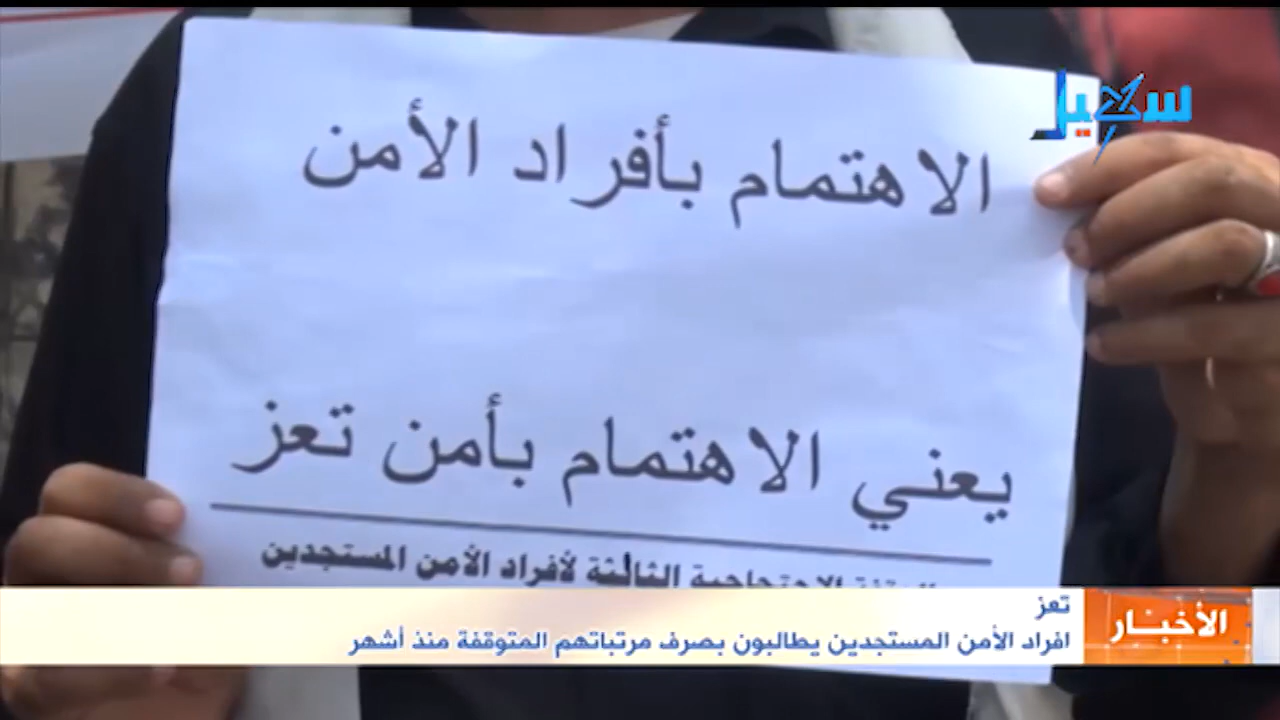 سهيل
الاهتمام بأفراد الأمن
يعني الاهتمام بأمن تعز
الاحتجاجية الثالثة لأفراد الأمن المستجدين
الأخبار
تعز
افراد الأمن المستجدين يطالبون بصرف مرتباتهم المتوقفة منذ أشهر